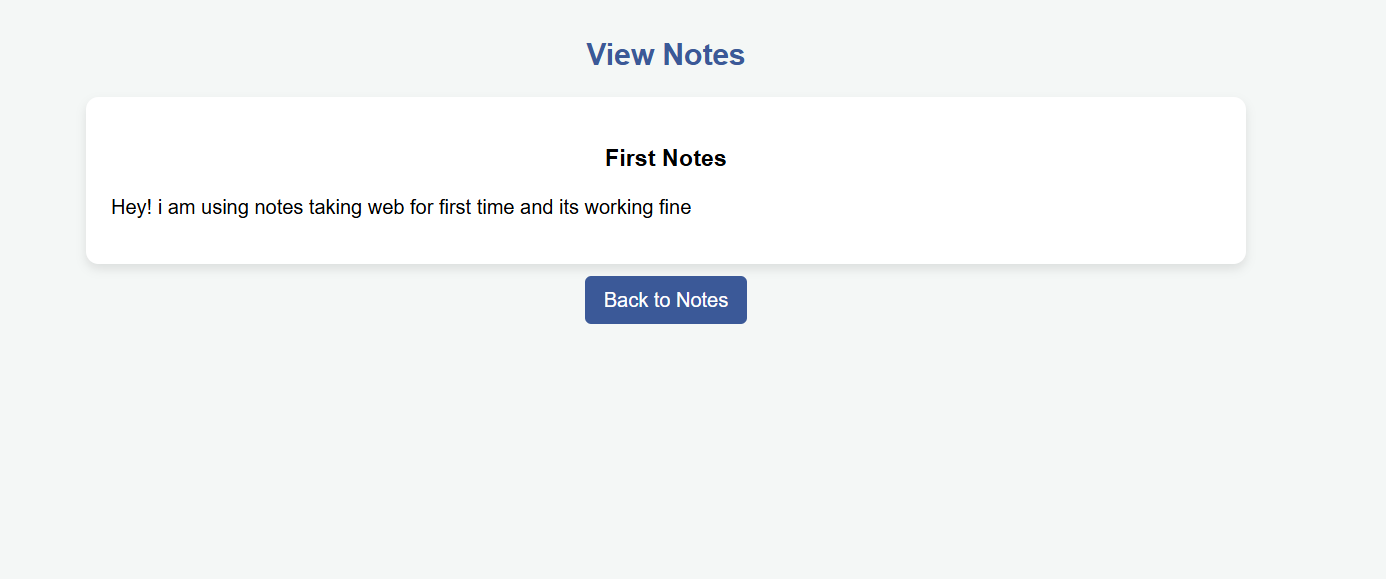 View Notes
First Notes
Hey! i am using notes taking web for first time and its working fine
Back to Notes